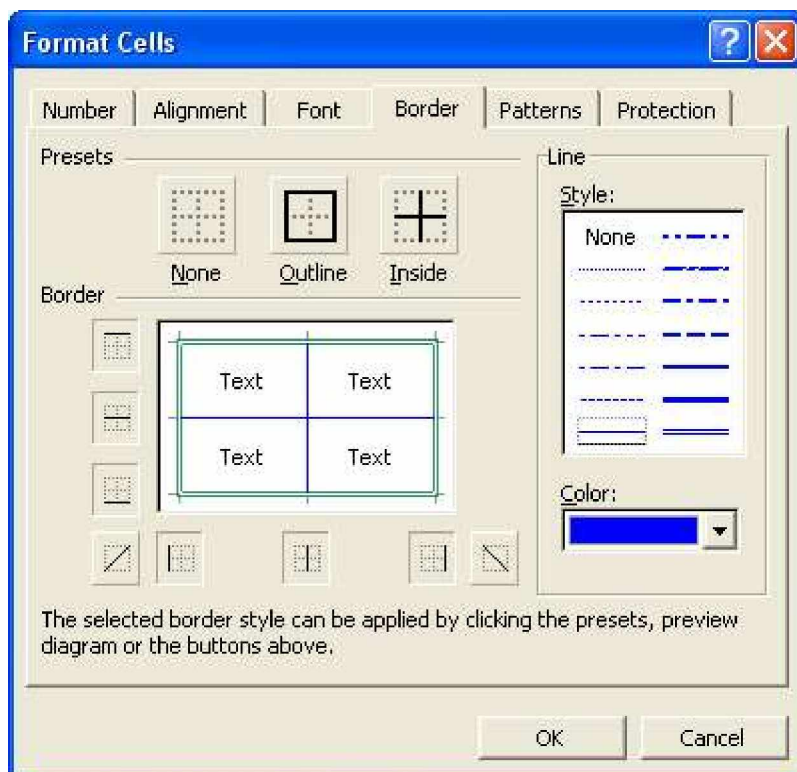 Format Cells
Number Alignment Font Border Patterns Protection
Presets
None Outline Inside
Border
Text Text
Text Text
Line
Style:
None
Color:
The selected border style can be applied by clicking the presets, preview
diagram or the buttons above.
OK Cancel